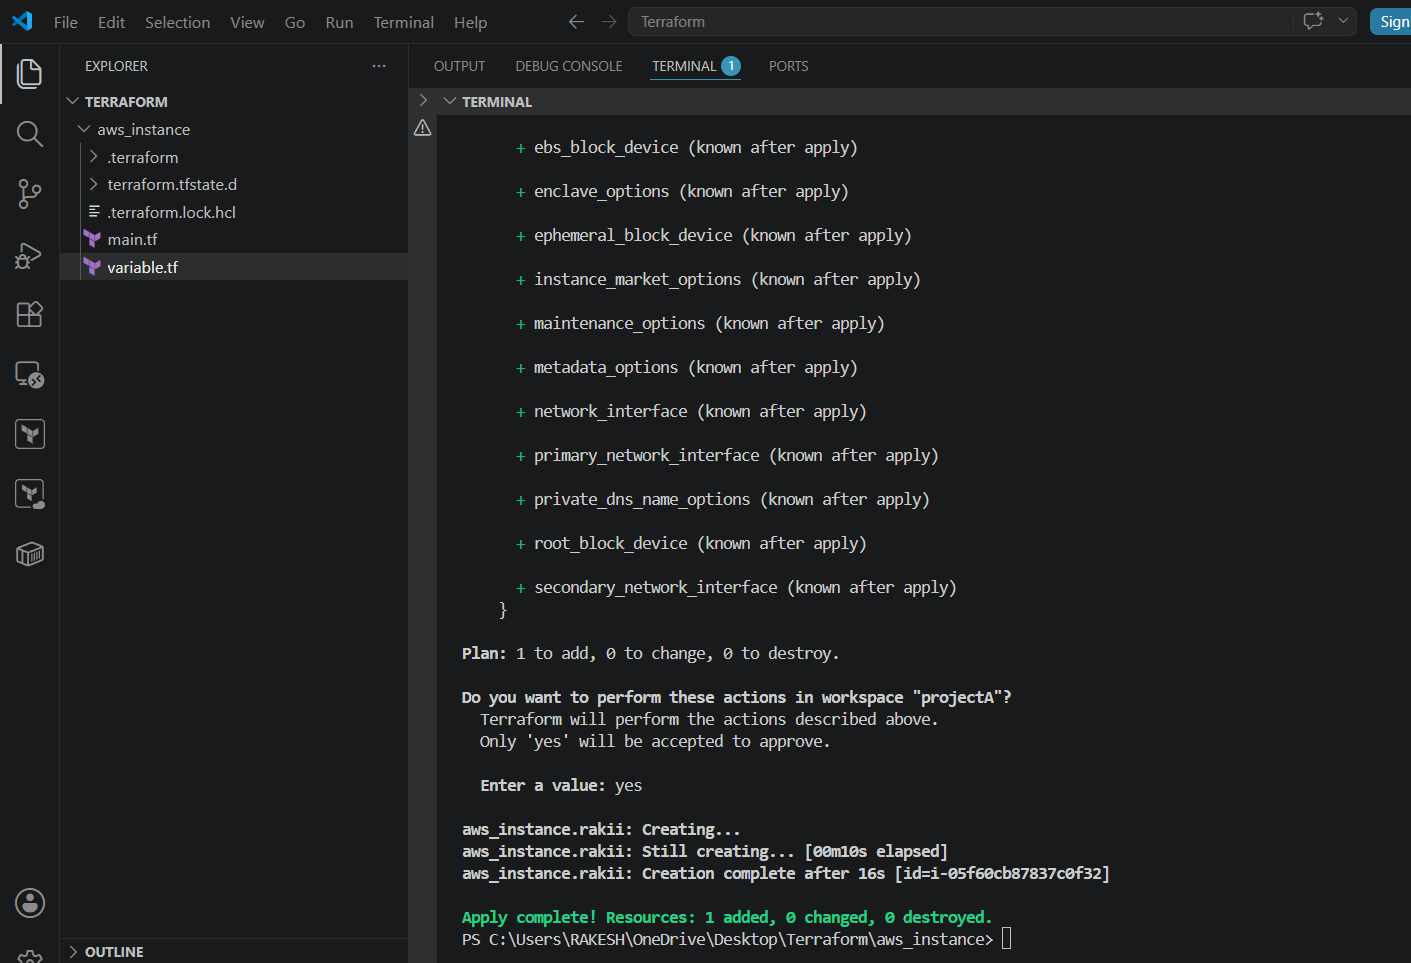 File Edit Selection View Go Run Terminal Help
Terraform
Sign
EXPLORER
TERRAFORM
aws_instance
.terraform
terraform.tfstate.d
.terraform.lock.hcl
main.tf
variable.tf
OUTLINE
OUTPUT DEBUG CONSOLE TERMINAL 1 PORTS
TERMINAL
+ ebs_block_device (known after apply)
+ enclave_options (known after apply)
+ ephemeral_block_device (known after apply)
+ instance_market_options (known after apply)
+ maintenance_options (known after apply)
+ metadata_options (known after apply)
+ network_interface (known after apply)
+ primary_network_interface (known after apply)
+ private_dns_name_options (known after apply)
+ root_block_device (known after apply)
+ secondary_network_interface (known after apply)
}
Plan: 1 to add, 0 to change, 0 to destroy.
Do you want to perform these actions in workspace "projectA"?
Terraform will perform the actions described above.
Only 'yes' will be accepted to approve.
Enter a value: yes
aws_instance.rakii: Creating...
aws_instance.rakii: Still creating... [00m10s elapsed]
aws_instance.rakii: Creation complete after 16s [id=i-05f60cb87837c0f32]
Apply complete! Resources: 1 added, 0 changed, 0 destroyed.
PS C:\Users\RAKESH\OneDrive\Desktop\Terraform\aws_instance>